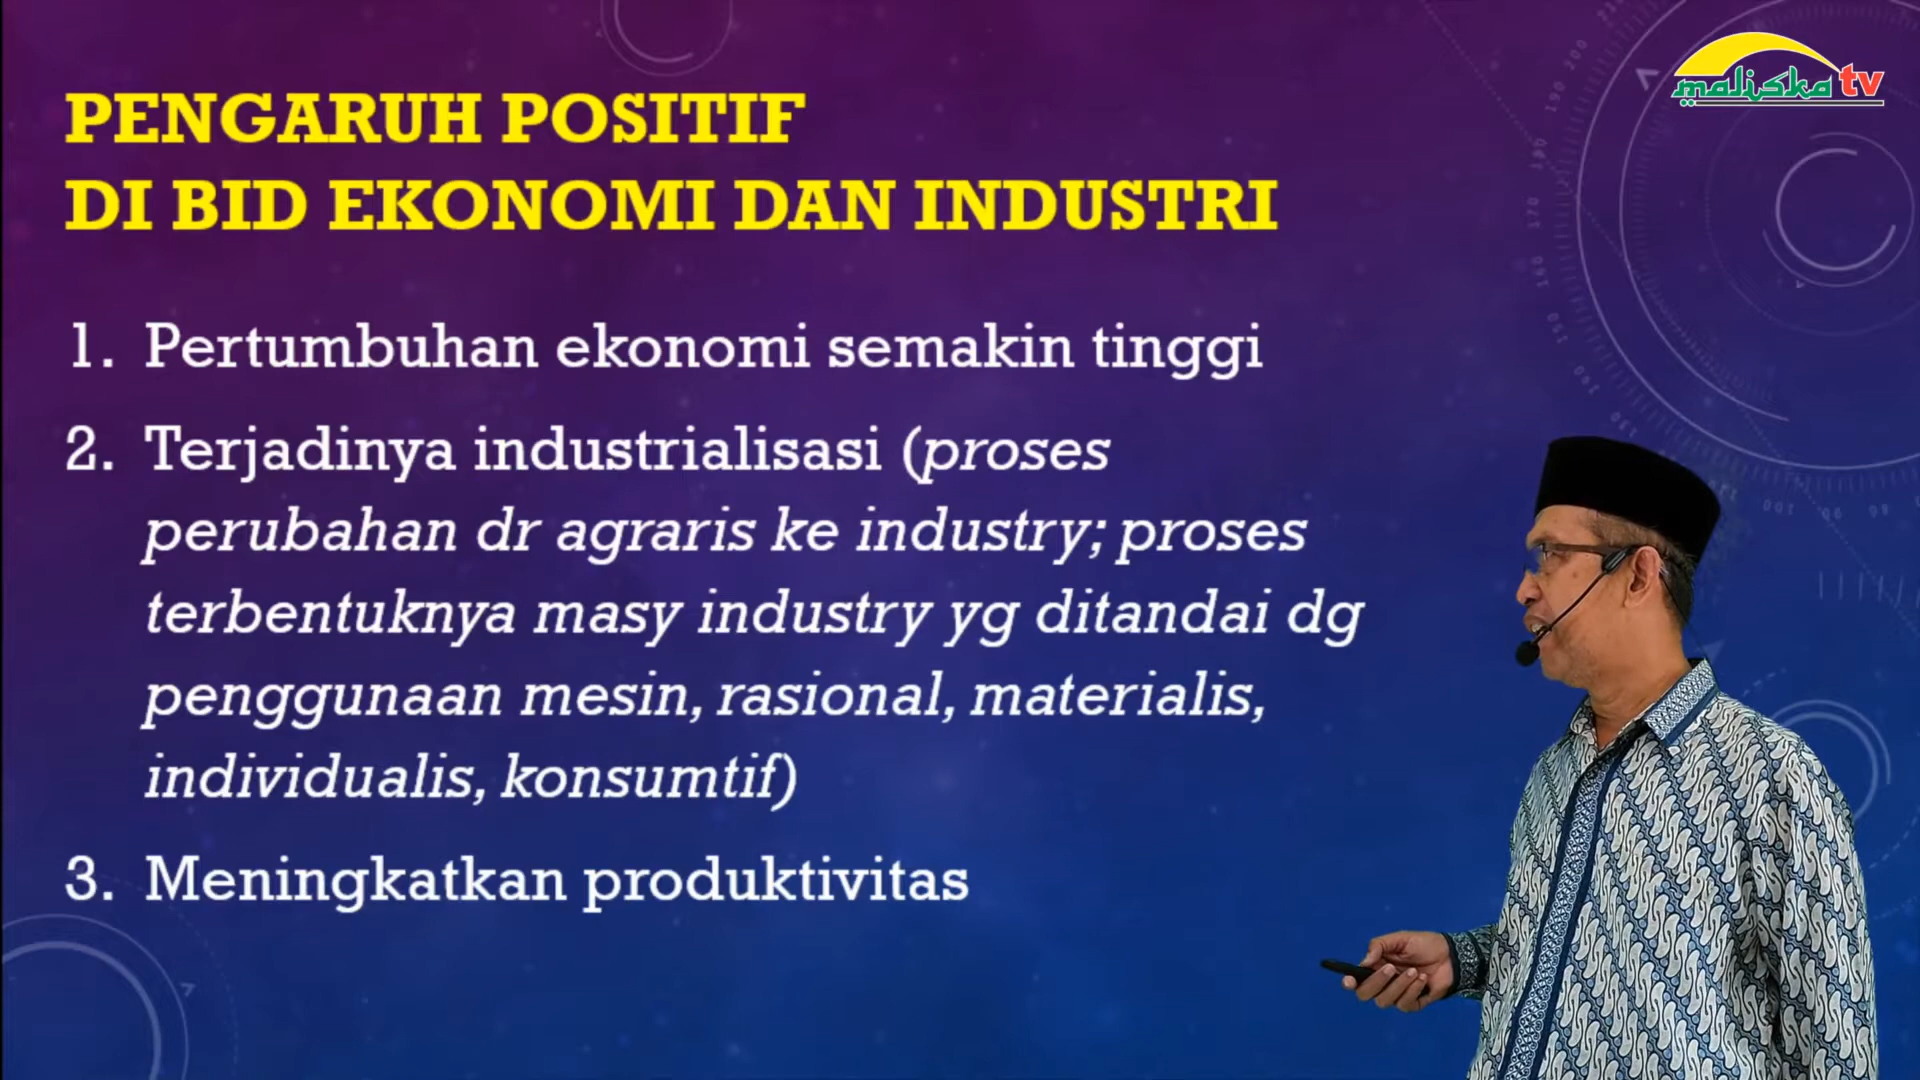 maliska tv
PENGARUH POSITIF
DI BID EKONOMI DAN INDUSTRI
1. Pertumbuhan ekonomi semakin tinggi
2. Terjadinya industrialisasi (proses
perubahan dr agraris ke industry; proses
terbentuknya masy industry yg ditandai dg
penggunaan mesin, rasional, materialis,
individualis, konsumtif)
3. Meningkatkan produktivitas